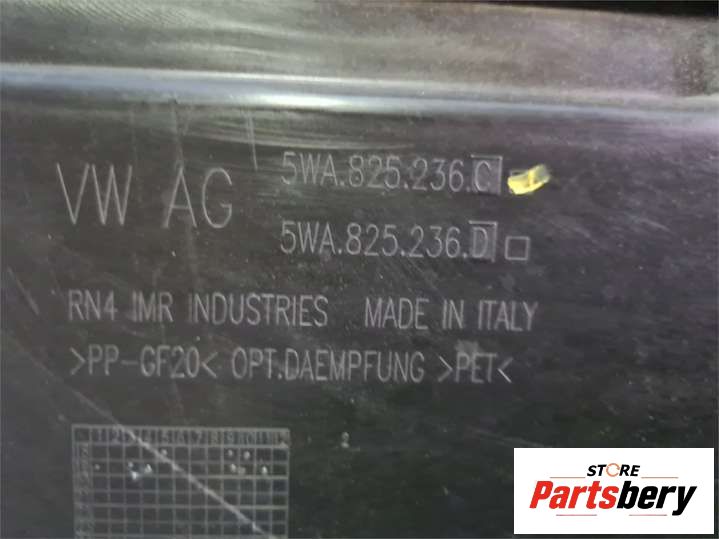 VW AG
5WA.825.236.C
5WA.825.236.D
RN4 IMR INDUSTRIES MADE IN ITALY
>PP-GF20< OPT.DAEMPFUNG >PET<
STORE
Partsbery